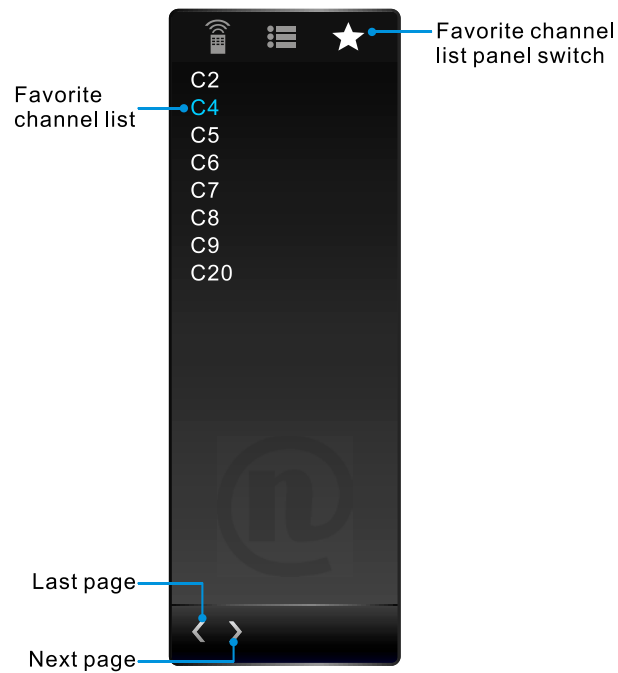 Favorite channel
list panel switch
Favorite
channel list
C2
C4
C5
C6
C7
C8
C9
C20
n
Last page
Next page